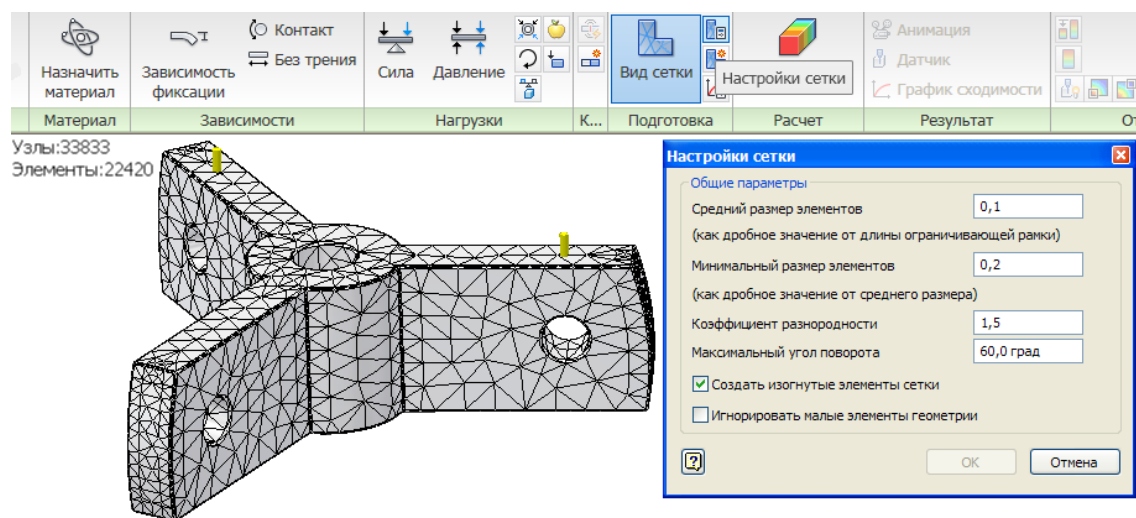 Назначить материал
Зависимость фиксации
Контакт
Без трения
Сила
Давление
Вид сетки
Настройки сетки
Анимация
Датчик
График сходимости
Материал
Зависимости
Нагрузки
К...
Подготовка
Расчет
Результат
От
Узлы:33833
Элементы:22420
Настройки сетки
Общие параметры
Средний размер элементов 0,1
(как дробное значение от длины ограничивающей рамки)
Минимальный размер элементов 0,2
(как дробное значение от среднего размера)
Коэффициент разнородности 1,5
Максимальный угол поворота 60,0 град
Создать изогнутые элементы сетки
Игнорировать малые элементы геометрии
OK
Отмена